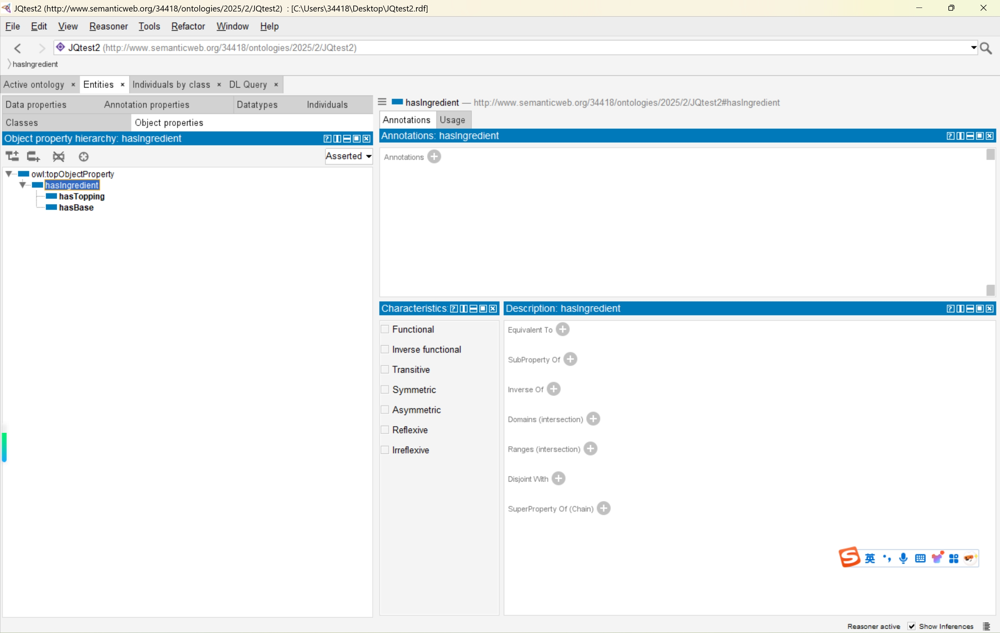 JQtest2 (http://www.semanticweb.org/34418/ontologies/2025/2/JQtest2) : [C:\Users\34418\Desktop\JQtest2.rdf]
File Edit View Reasoner Tools Refactor Window Help
JQtest2 (http://www.semanticweb.org/34418/ontologies/2025/2/JQtest2)
hasIngredient
Active ontology × Entities × Individuals by class × DL Query ×
Data properties Annotation properties Datatypes Individuals
Classes Object properties
Object property hierarchy: hasIngredient
Asserted
owl:topObjectProperty
hasIngredient
hasTopping
hasBase
hasIngredient — http://www.semanticweb.org/34418/ontologies/2025/2/JQtest2#hasIngredient
Annotations Usage
Annotations: hasIngredient
Annotations
Characteristics:
Functional
Inverse functional
Transitive
Symmetric
Asymmetric
Reflexive
Irreflexive
Description: hasIngredient
Equivalent To
SubProperty Of
Inverse Of
Domains (intersection)
Ranges (intersection)
Disjoint With
SuperProperty Of (Chain)
英
Reasoner active Show Inferences